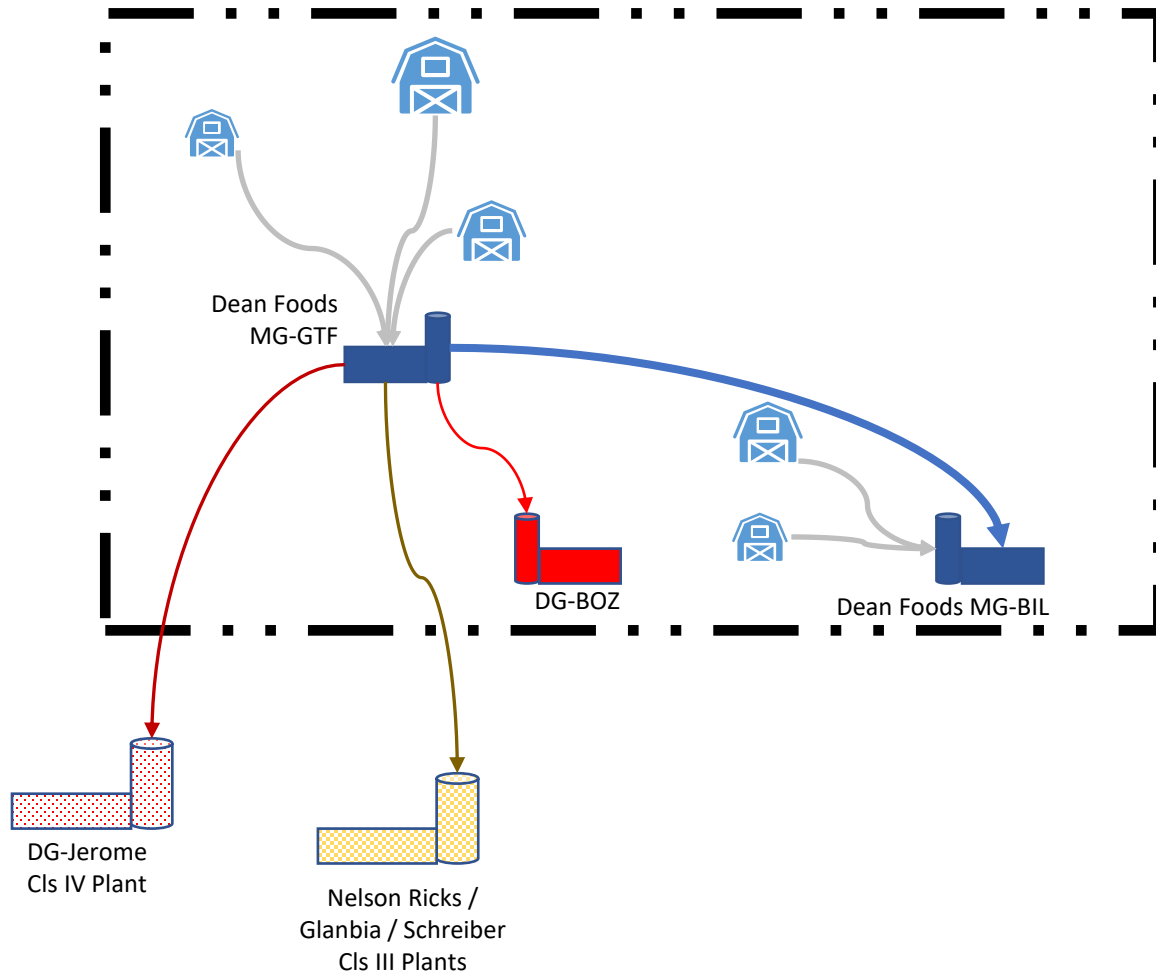 Dean Foods
MG-GTF
DG-BOZ
Dean Foods MG-BIL
DG-Jerome
Cls IV Plant
Nelson Ricks /
Glanbia / Schreiber
Cls III Plants